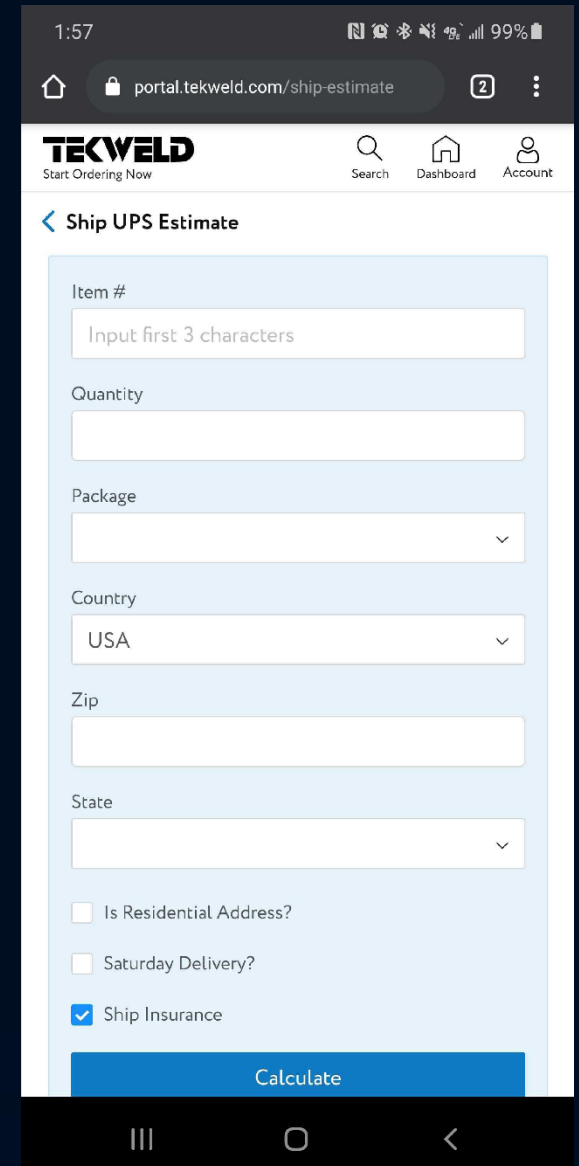 1:57
99%
portal.tekweld.com/ship-estimate
2
TEKWELD
Start Ordering Now
Search
Dashboard
Account
Ship UPS Estimate
Item #
Input first 3 characters
Quantity
Package
Country
USA
Zip
State
Is Residential Address?
Saturday Delivery?
Ship Insurance
Calculate